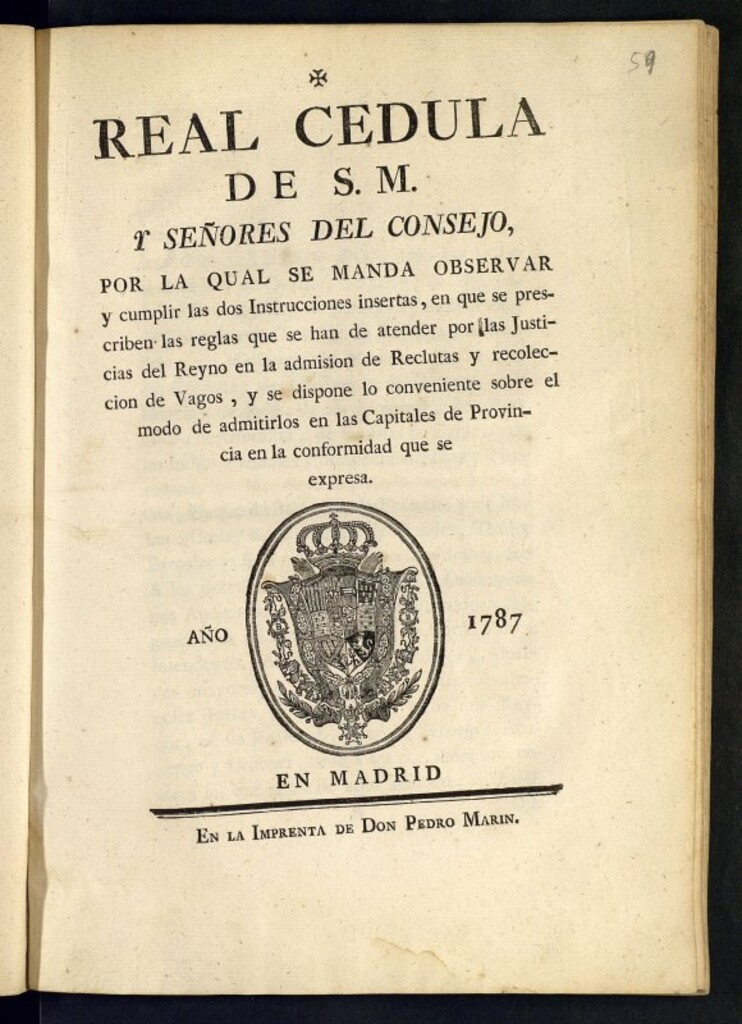 59
✠
REAL CEDULA
DE S. M.
Y SEÑORES DEL CONSEJO,
POR LA QUAL SE MANDA OBSERVAR
y cumplir las dos Instrucciones insertas, en que se pres-
criben las reglas que se han de atender por las Justi-
cias del Reyno en la admision de Reclutas y recolec-
cion de Vagos, y se dispone lo conveniente sobre el
modo de admitirlos en las Capitales de Provin-
cia en la conformidad que se
expresa.
AÑO 1787
EN MADRID
EN LA IMPRENTA DE DON PEDRO MARIN.